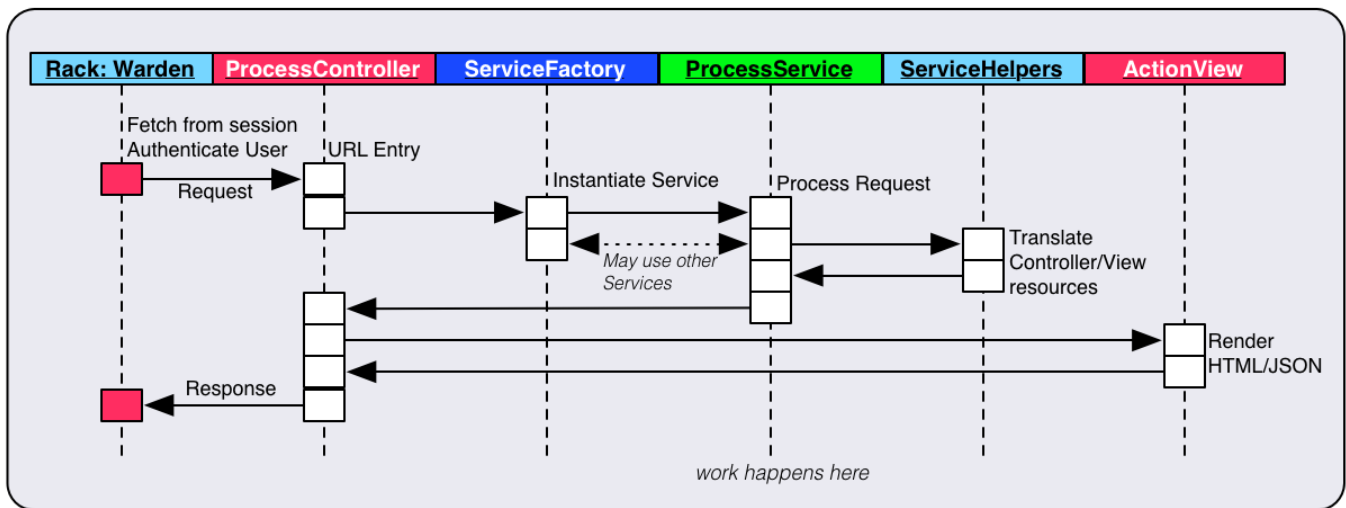 Rack: Warden
ProcessController
ServiceFactory
ProcessService
ServiceHelpers
ActionView
Fetch from session
Authenticate User
URL Entry
Request
Instantiate Service
Process Request
May use other
Services
Translate
Controller/View
resources
Render
HTML/JSON
Response
work happens here